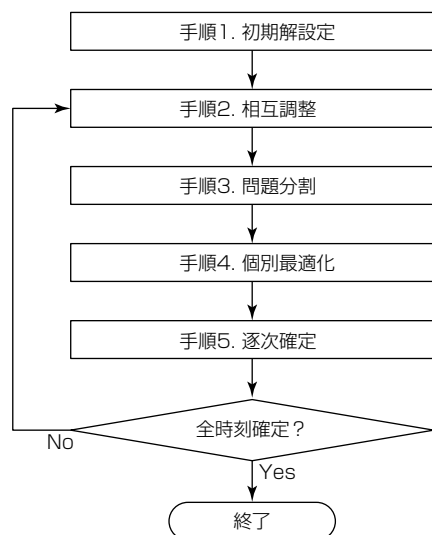 手順1. 初期解設定
手順2. 相互調整
手順3. 問題分割
手順4. 個別最適化
手順5. 逐次確定
全時刻確定？
No
Yes
終了